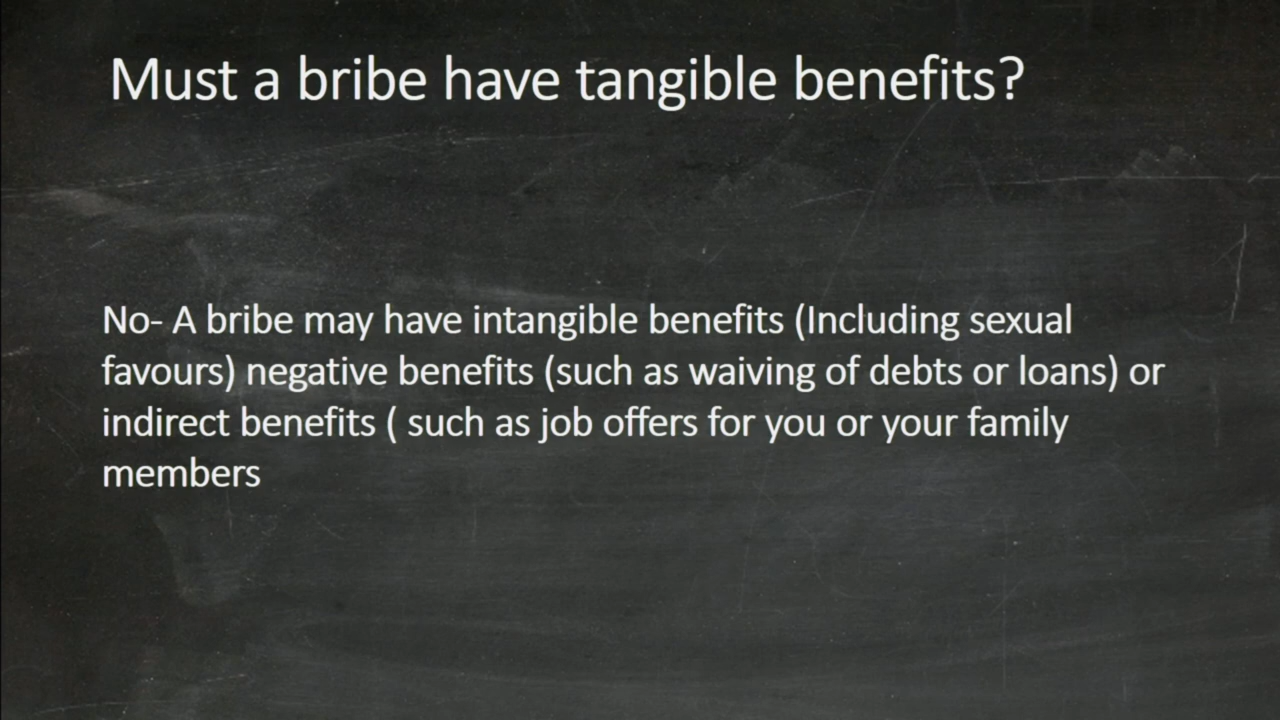 Must a bribe have tangible benefits?
No- A bribe may have intangible benefits (Including sexual
favours) negative benefits (such as waiving of debts or loans) or
indirect benefits ( such as job offers for you or your family
members